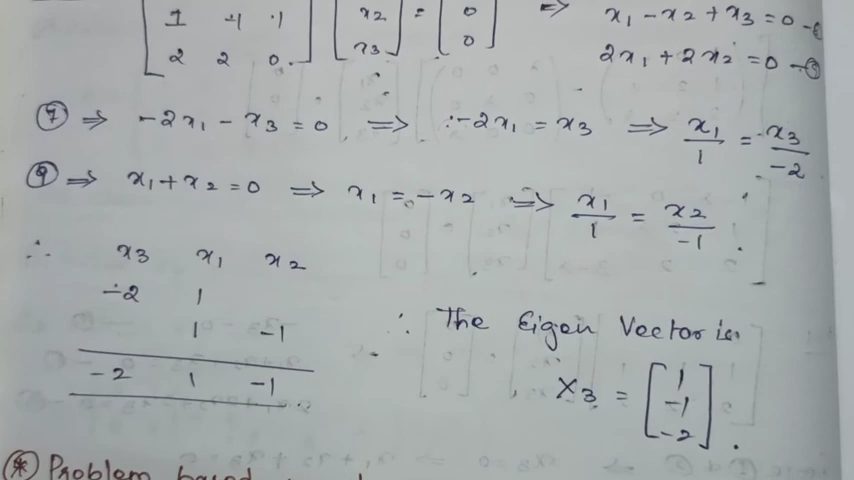 [1 -1 1] [x2] = [0] ⇒ x1 - x2 + x3 = 0
[2 2 0] [x3] [0] 2x1 + 2x2 = 0
⑦ ⇒ -2x1 - x3 = 0 ⇒ -2x1 = x3 ⇒ x1/1 = x3/-2
⑨ ⇒ x1 + x2 = 0 ⇒ x1 = -x2 ⇒ x1/1 = x2/-1.
∴ x3 x1 x2
-2 1
1 -1
-2 1 -1
∴ The Eigen Vector is
X3 = [1 -1 -2].
(*) Problem based